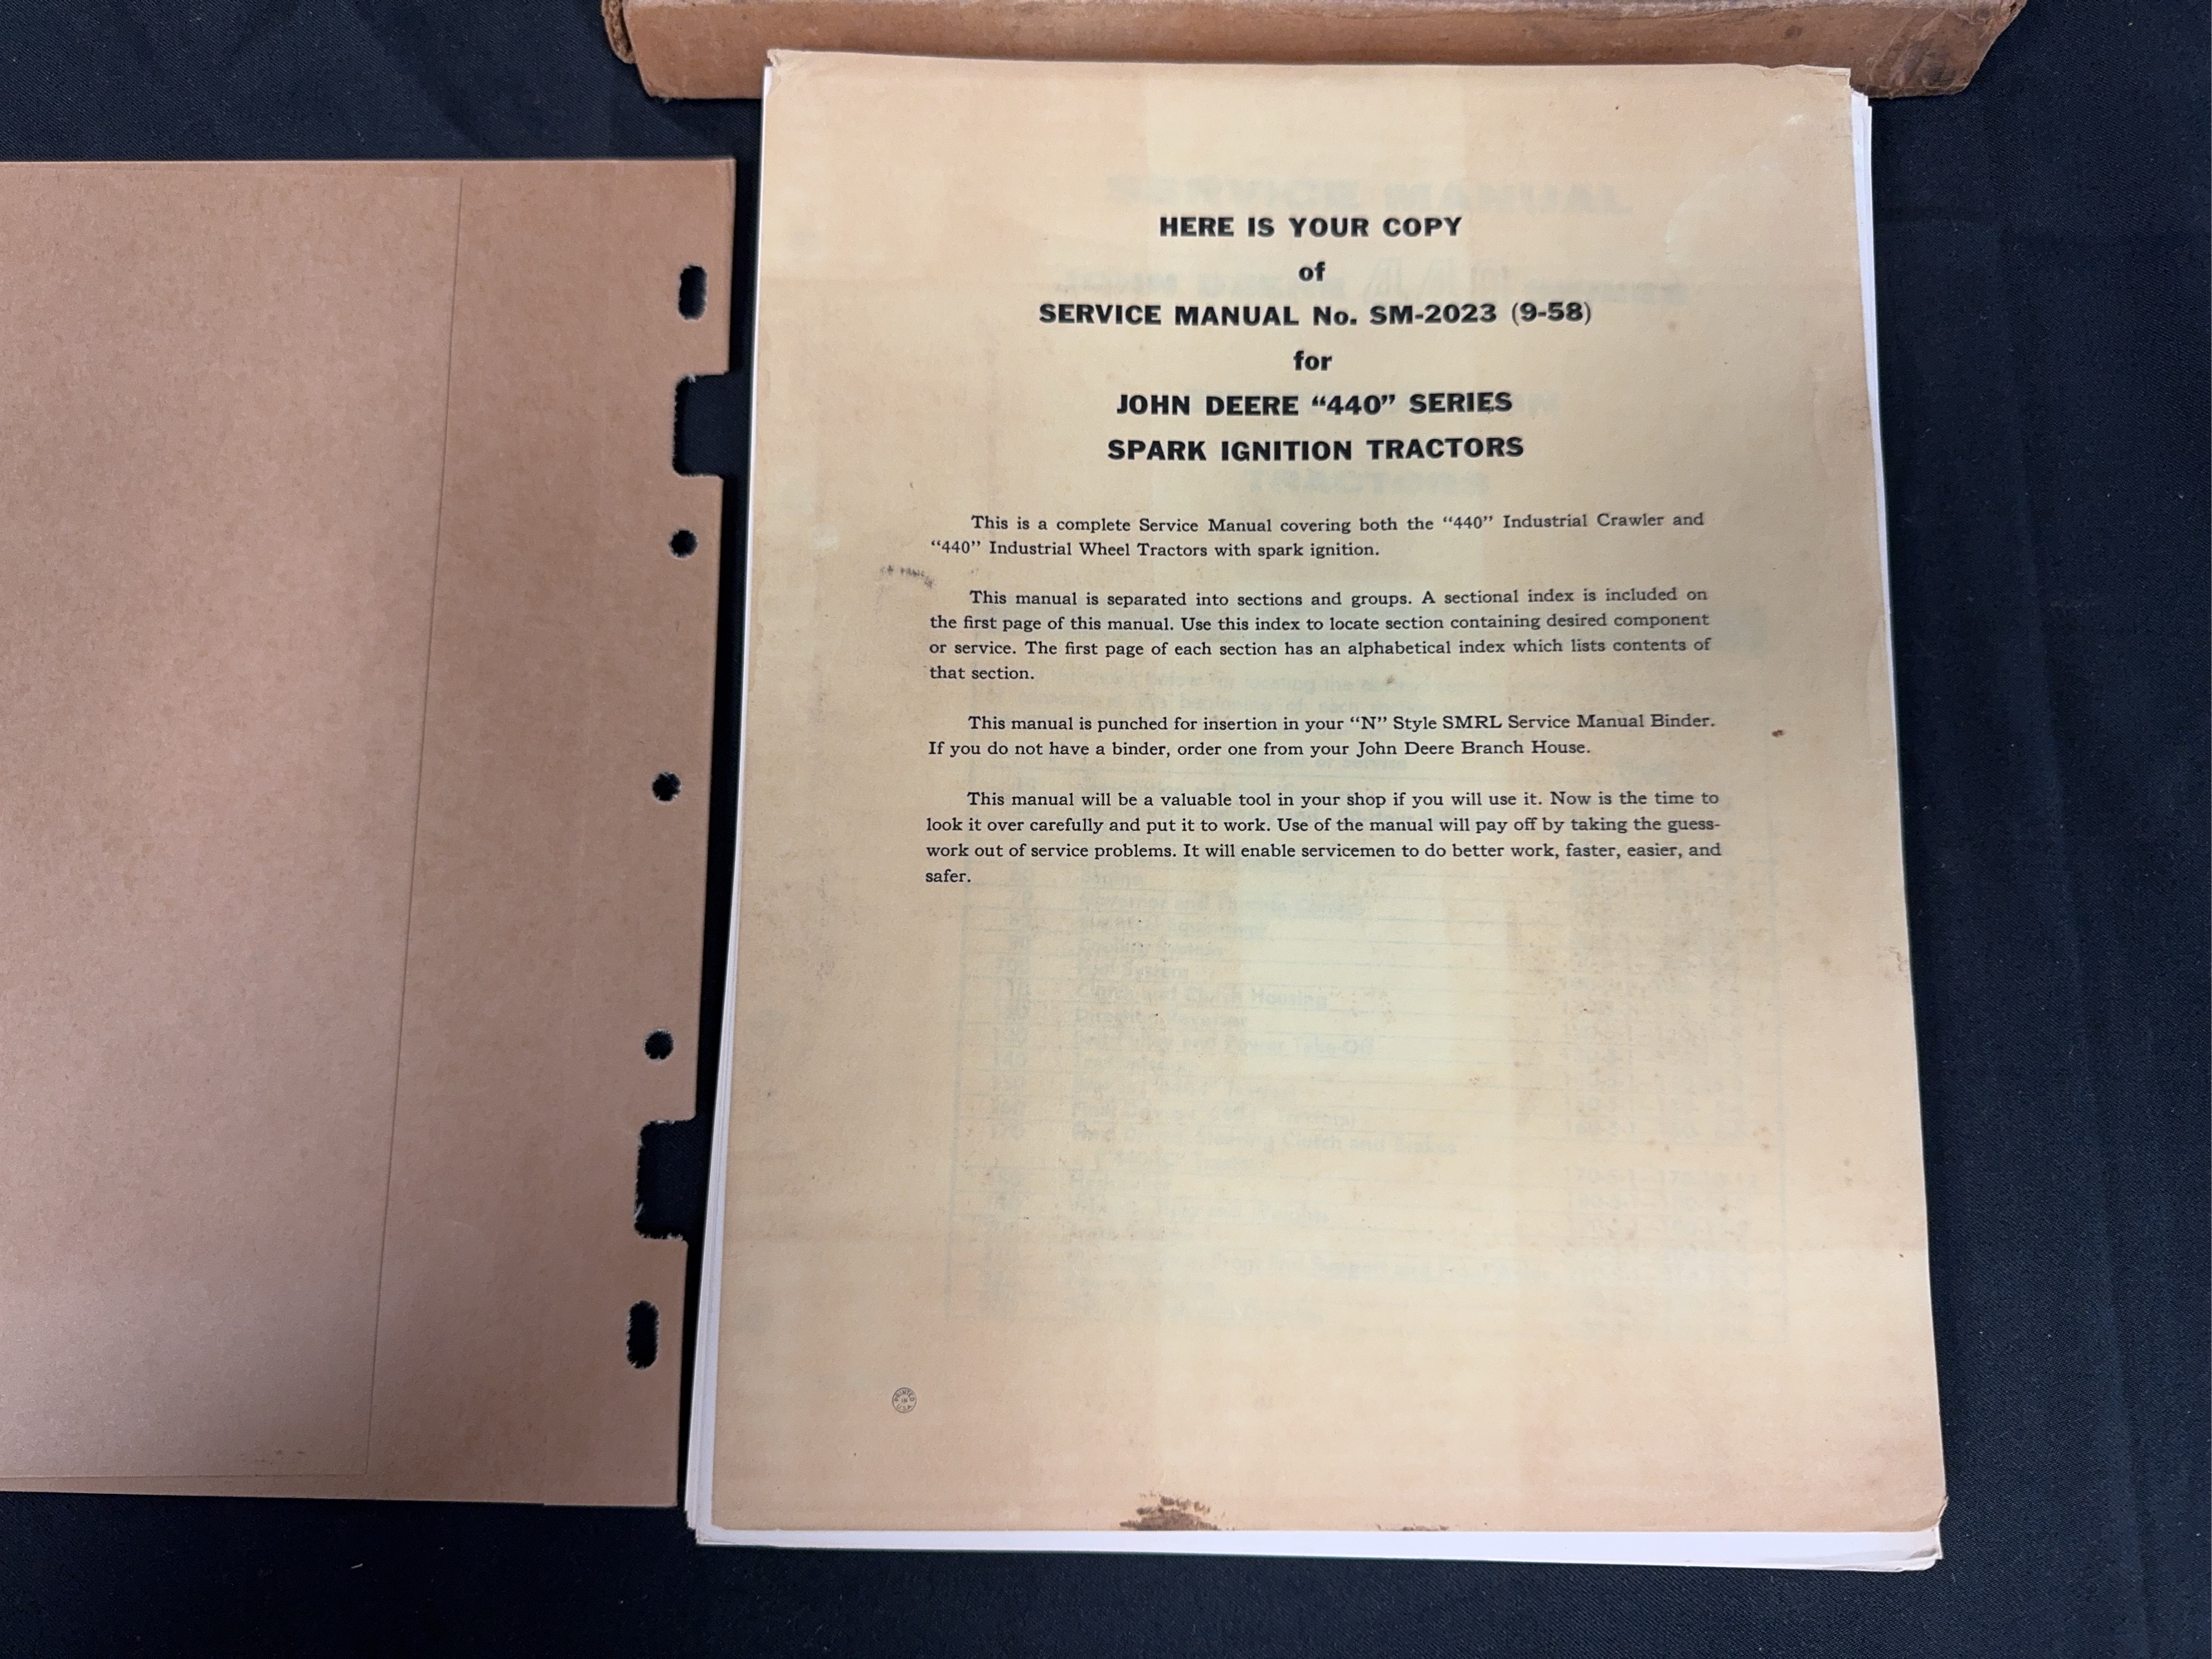 HERE IS YOUR COPY
of
SERVICE MANUAL No. SM-2023 (9-58)
for
JOHN DEERE “440” SERIES
SPARK IGNITION TRACTORS
This is a complete Service Manual covering both the “440” Industrial Crawler and
“440” Industrial Wheel Tractors with spark ignition.
This manual is separated into sections and groups. A sectional index is included on
the first page of this manual. Use this index to locate section containing desired component
or service. The first page of each section has an alphabetical index which lists contents of
that section.
This manual is punched for insertion in your “N” Style SMRL Service Manual Binder.
If you do not have a binder, order one from your John Deere Branch House.
This manual will be a valuable tool in your shop if you will use it. Now is the time to
look it over carefully and put it to work. Use of the manual will pay off by taking the guess-
work out of service problems. It will enable servicemen to do better work, faster, easier, and
safer.
PRINTED
IN
U.S.A.